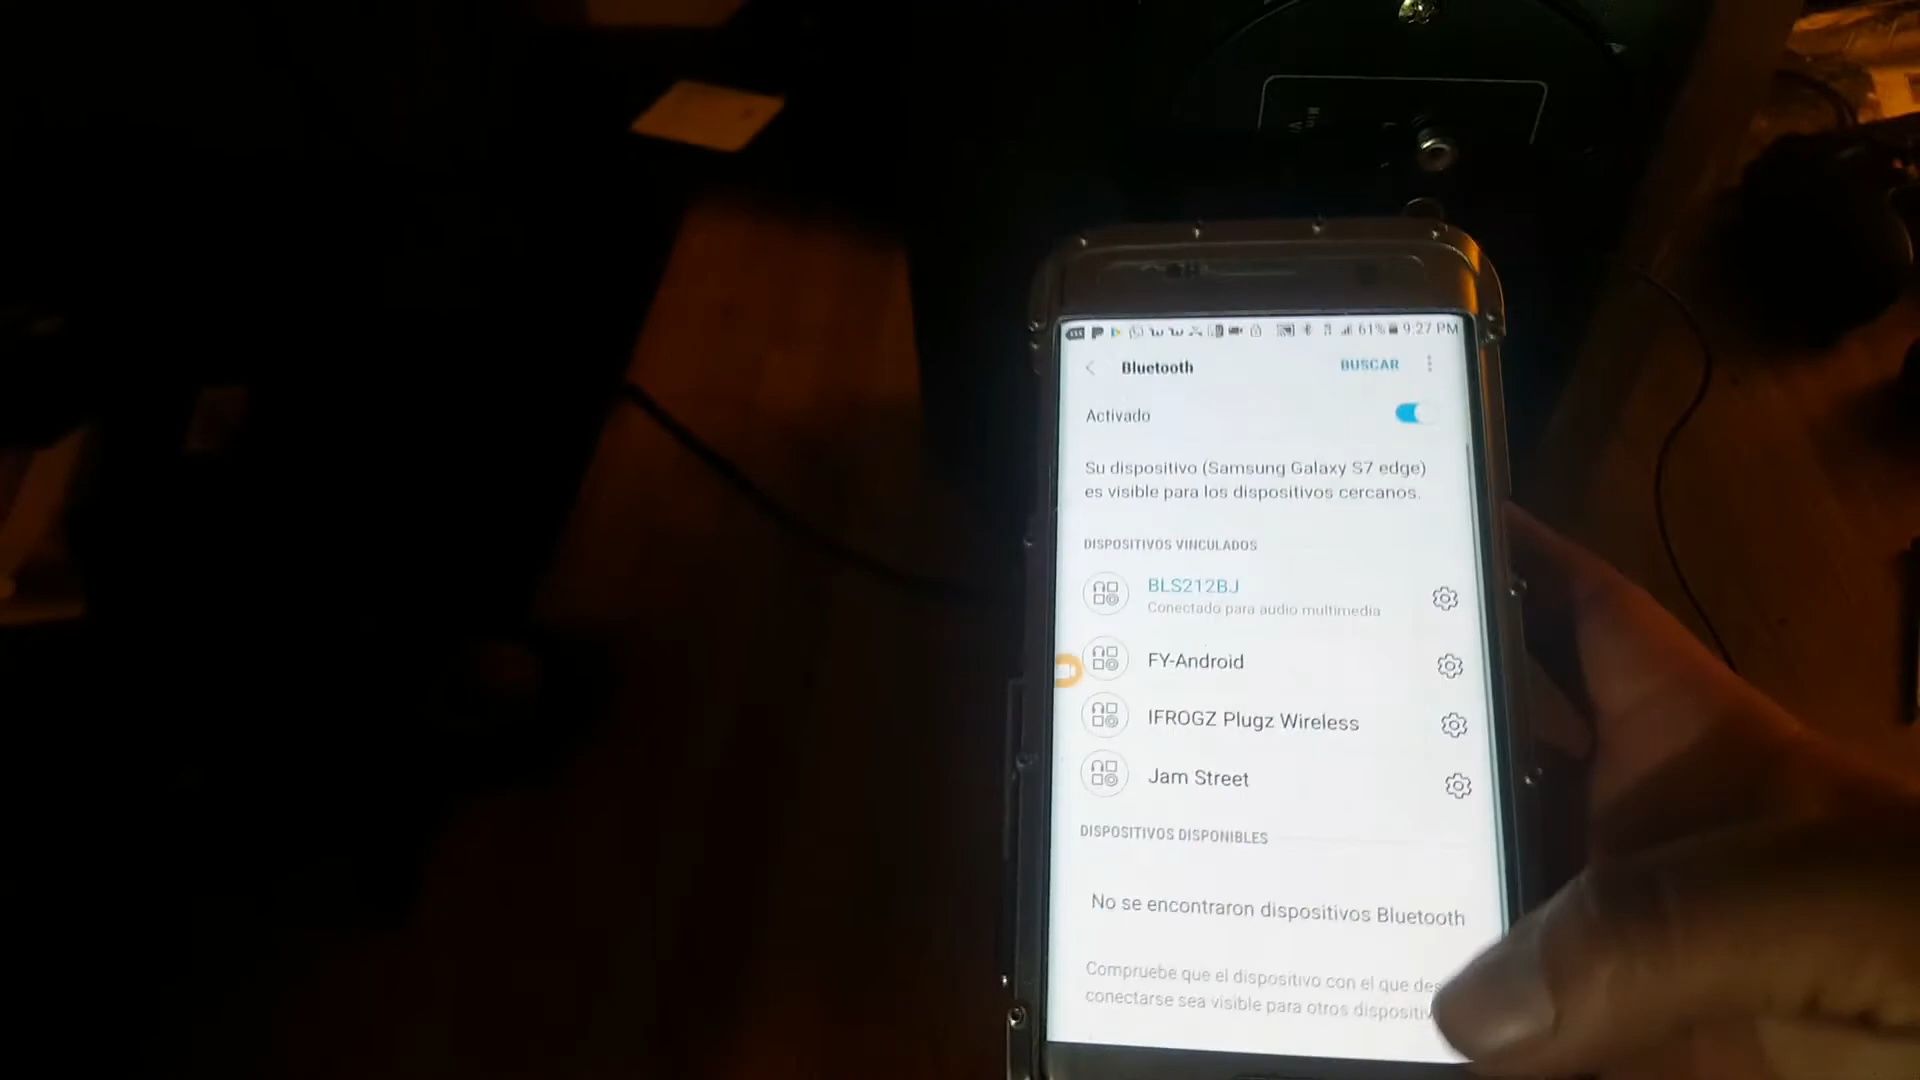 61% 9:27 PM
Bluetooth
BUSCAR
Activado
Su dispositivo (Samsung Galaxy S7 edge)
es visible para los dispositivos cercanos.
DISPOSITIVOS VINCULADOS
BLS212BJ
Conectado para audio multimedia
FY-Android
IFROGZ Plugz Wireless
Jam Street
DISPOSITIVOS DISPONIBLES
No se encontraron dispositivos Bluetooth
Compruebe que el dispositivo con el que des
conectarse sea visible para otros dispositiv